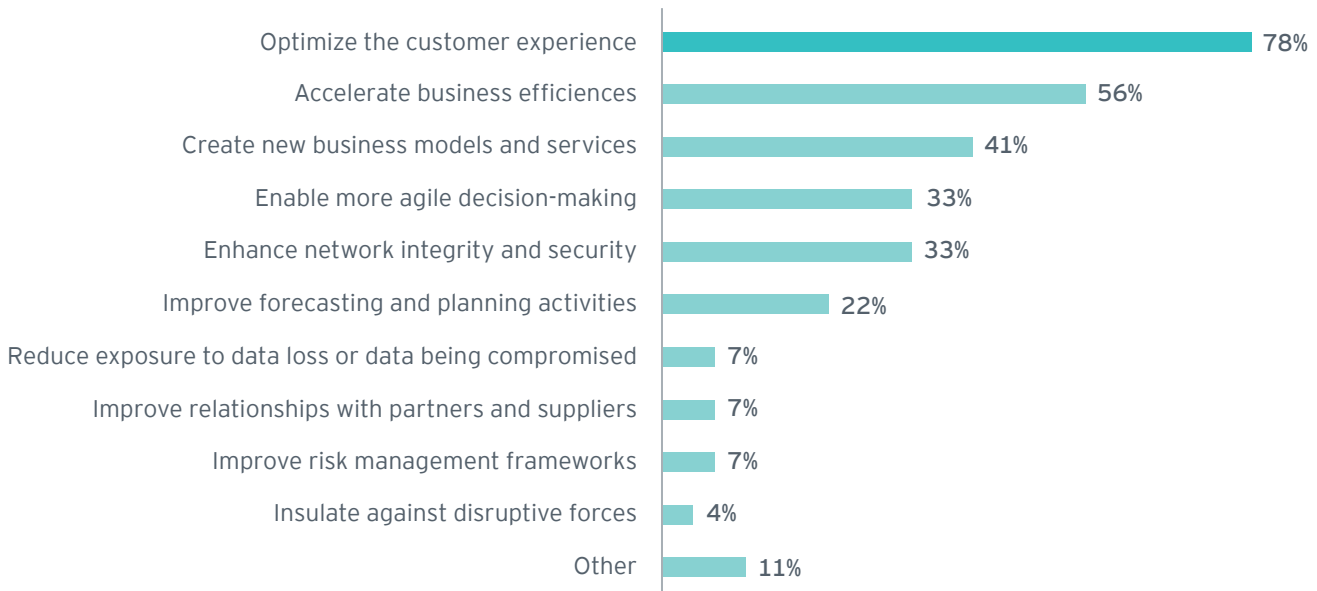 Optimize the customer experience 78%
Accelerate business efficiences 56%
Create new business models and services 41%
Enable more agile decision-making 33%
Enhance network integrity and security 33%
Improve forecasting and planning activities 22%
Reduce exposure to data loss or data being compromised 7%
Improve relationships with partners and suppliers 7%
Improve risk management frameworks 7%
Insulate against disruptive forces 4%
Other 11%